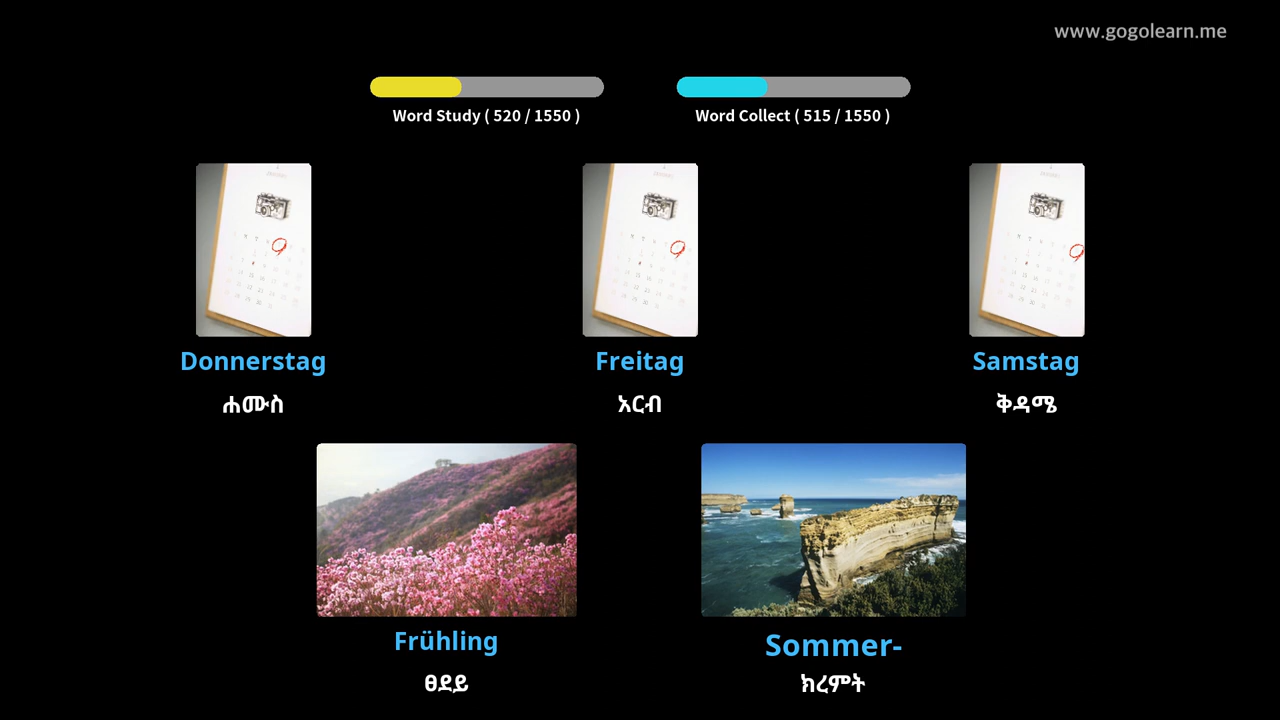 www.gogolearn.me
Word Study ( 520 / 1550 )
Word Collect ( 515 / 1550 )
Donnerstag
Freitag
Samstag
ሐሙስ
አርብ
ቅዳሜ
Frühling
Sommer-
ፀደይ
ክረምት